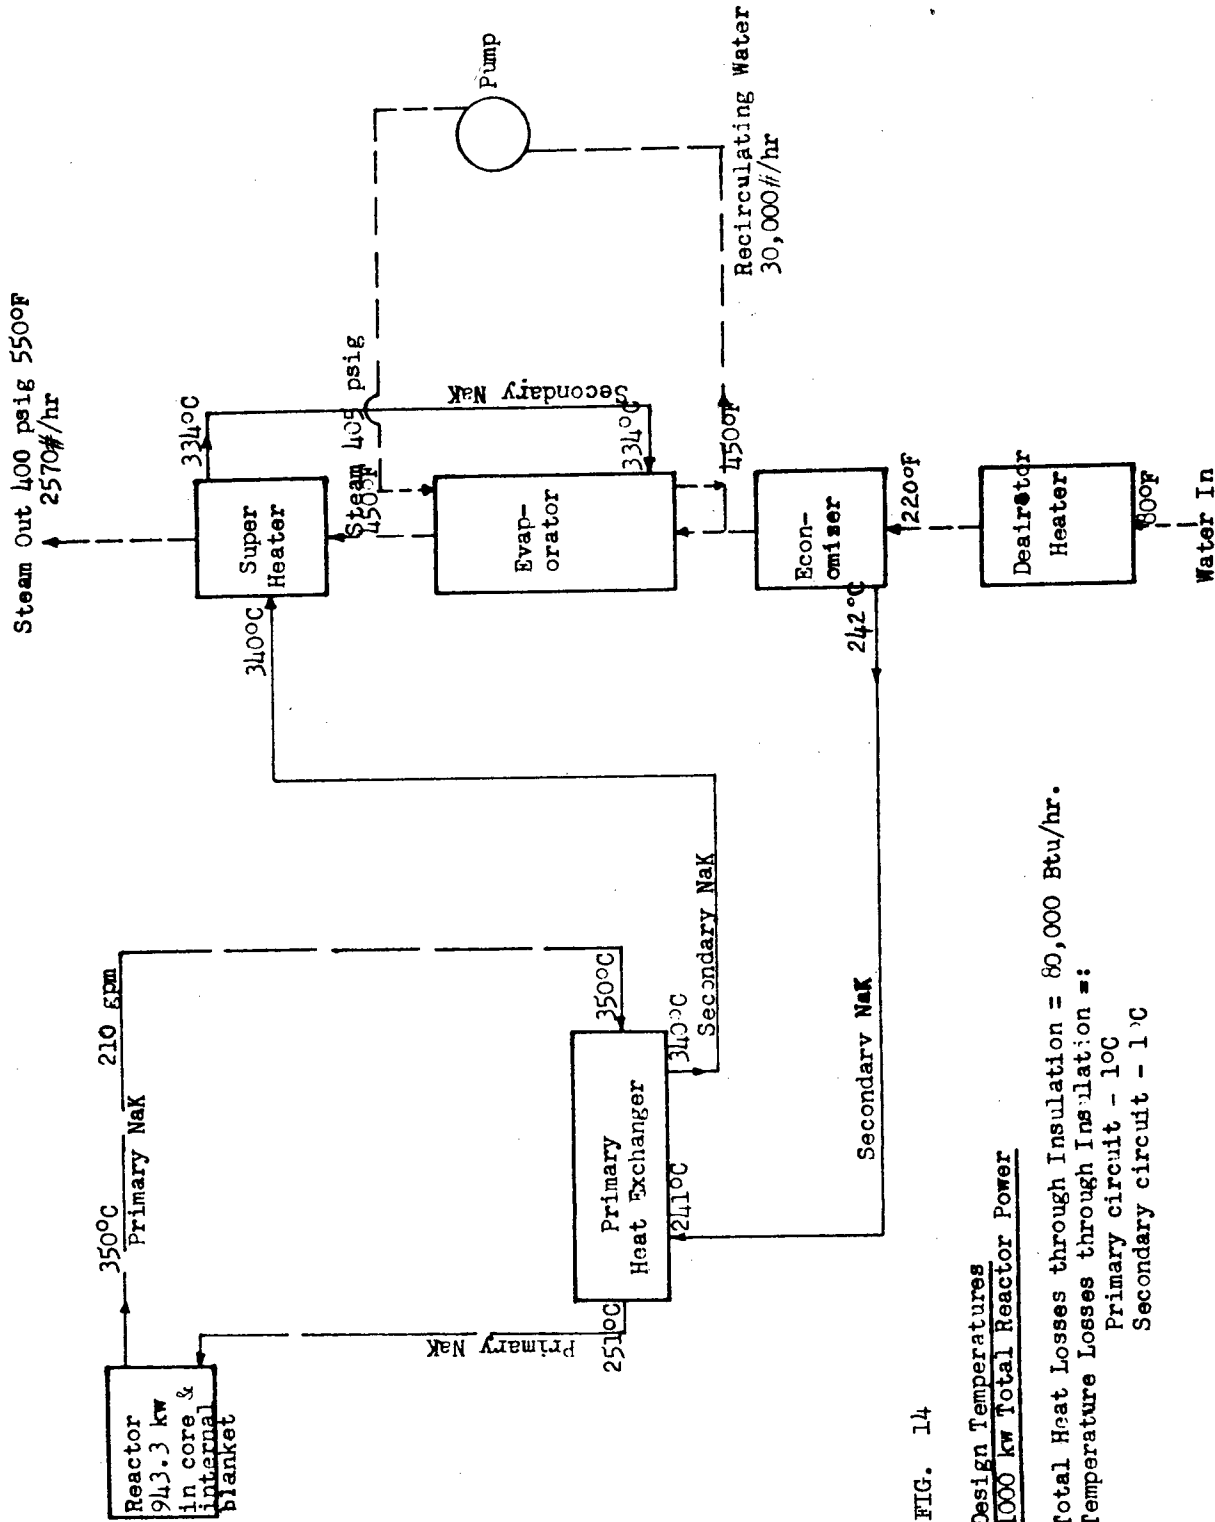 Steam Out 400 psig 550°F
2570#/hr
Super
Heater
334°C
340°C
Steam 405 psig
450°F
Secondary NaK
334°C
Evap-
orator
Pump
Recirculating Water
30,000#/hr
450°F
Econ-
omiser
242°C
220°F
Deairator
Heater
80°F
Water In
Reactor
943.3 kw
in core &
internal
blanket
350°C
Primary NaK
210 gpm
350°C
Primary
Heat Exchanger
340°C
Secondary NaK
241°C
251°C
Primary NaK
Secondary NaK
FIG. 14
Design Temperatures
1000 kw Total Reactor Power
Total Heat Losses through Insulation = 80,000 Btu/hr.
Temperature Losses through Insulation =:
Primary circuit - 1°C
Secondary circuit - 1°C